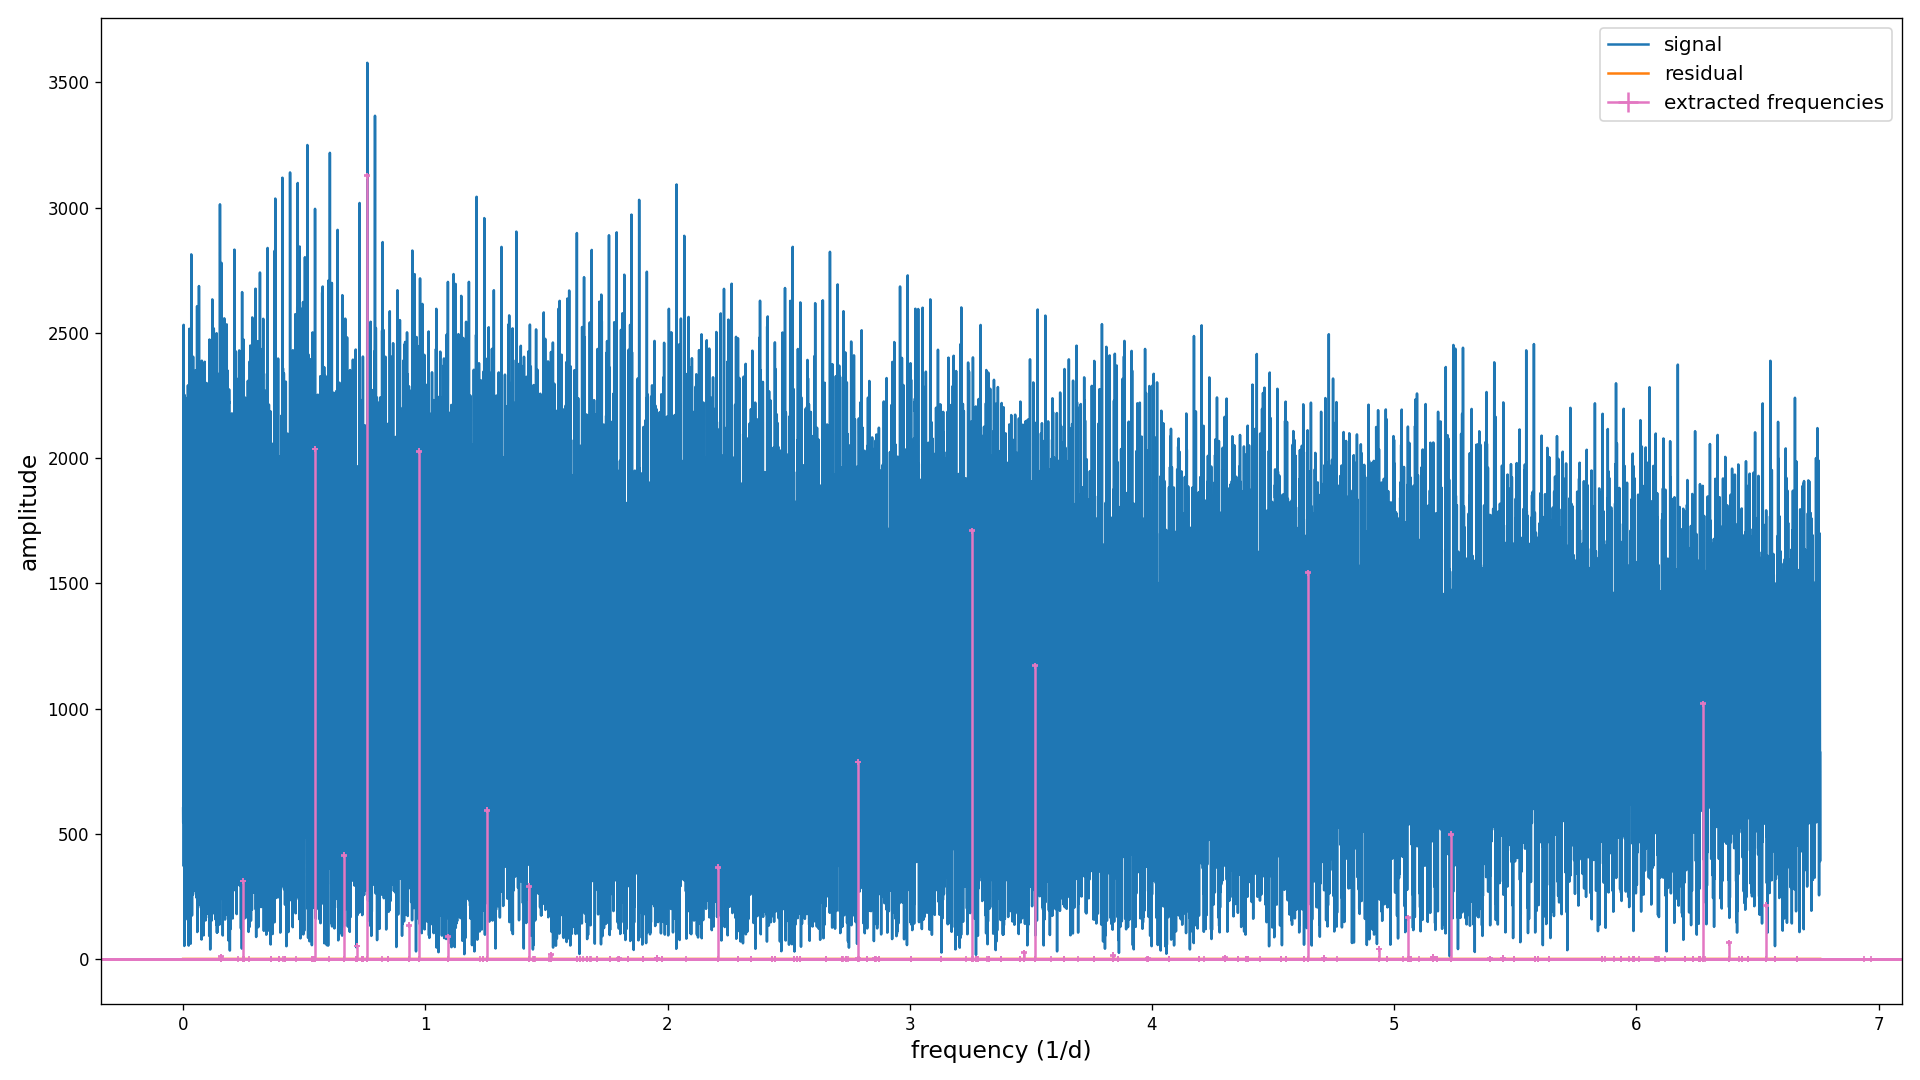 signal
residual
extracted frequencies
amplitude
3500
3000
2500
2000
1500
1000
500
0
0 1 2 3 4 5 6 7
frequency (1/d)